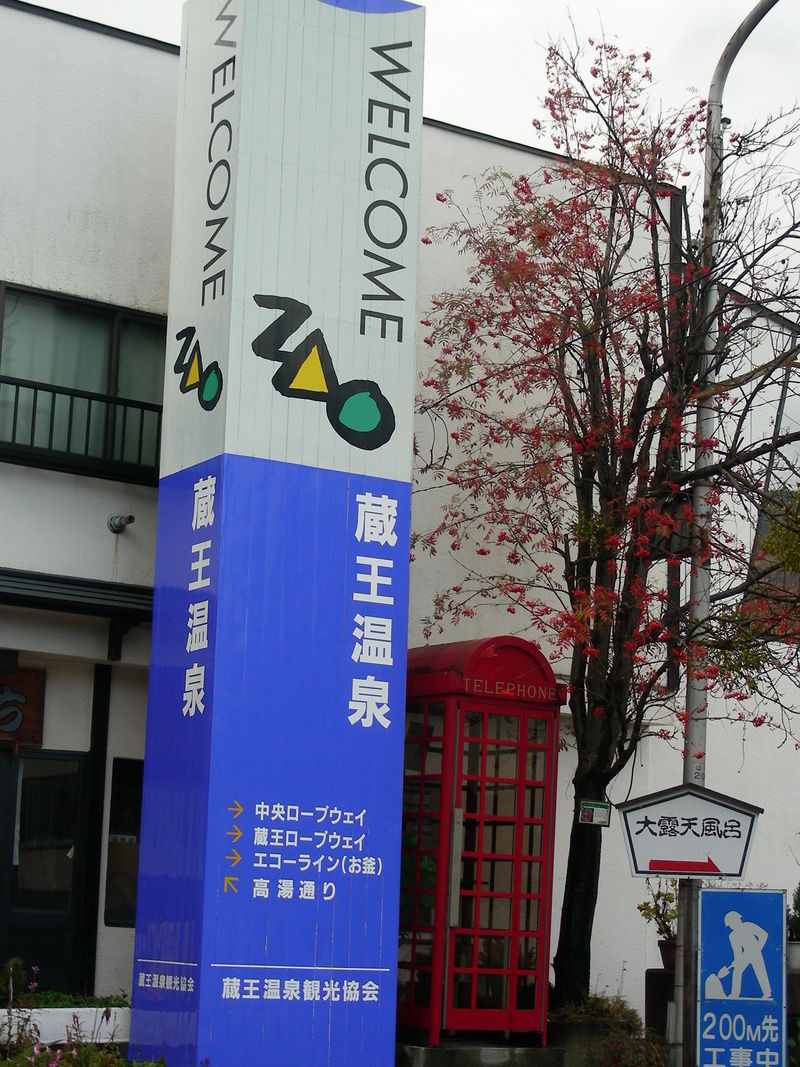 WELCOME
ZAO
蔵王温泉
蔵王温泉観光協会
WELCOME
ZAO
蔵王温泉
→ 中央ロープウェイ
→ 蔵王ロープウェイ
→ エコーライン(お釜)
↖ 高湯通り
蔵王温泉観光協会
TELEPHONE
大露天風呂
200M先
工事中